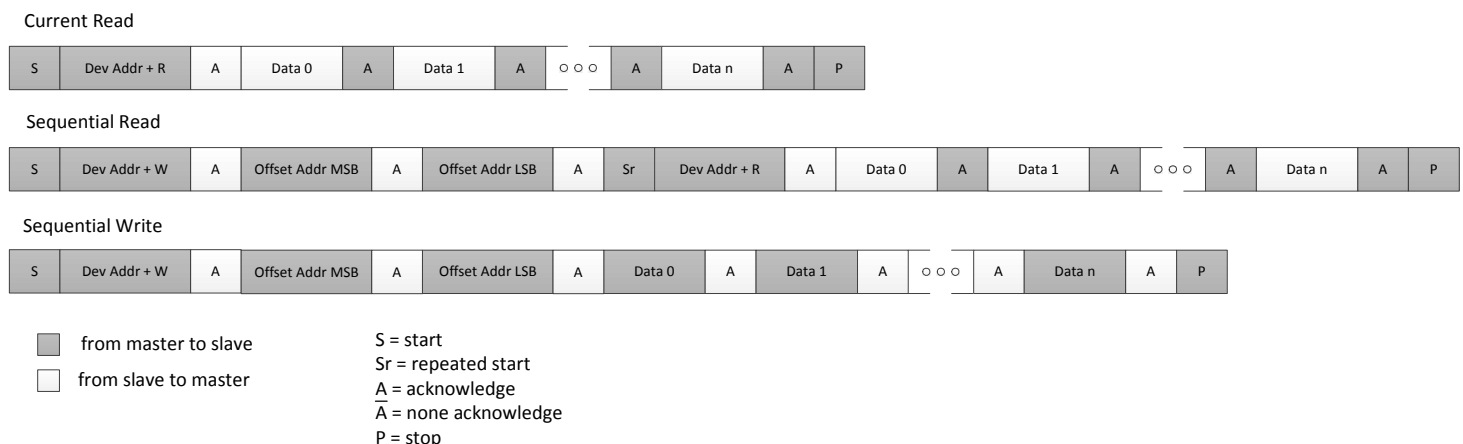 Current Read
S Dev Addr + R A Data 0 A Data 1 A ○ ○ ○ A Data n A P
Sequential Read
S Dev Addr + W A Offset Addr MSB A Offset Addr LSB A Sr Dev Addr + R A Data 0 A Data 1 A ○ ○ ○ A Data n A P
Sequential Write
S Dev Addr + W A Offset Addr MSB A Offset Addr LSB A Data 0 A Data 1 A ○ ○ ○ A Data n A P
from master to slave
from slave to master
S = start
Sr = repeated start
A = acknowledge
A̅ = none acknowledge
P = stop